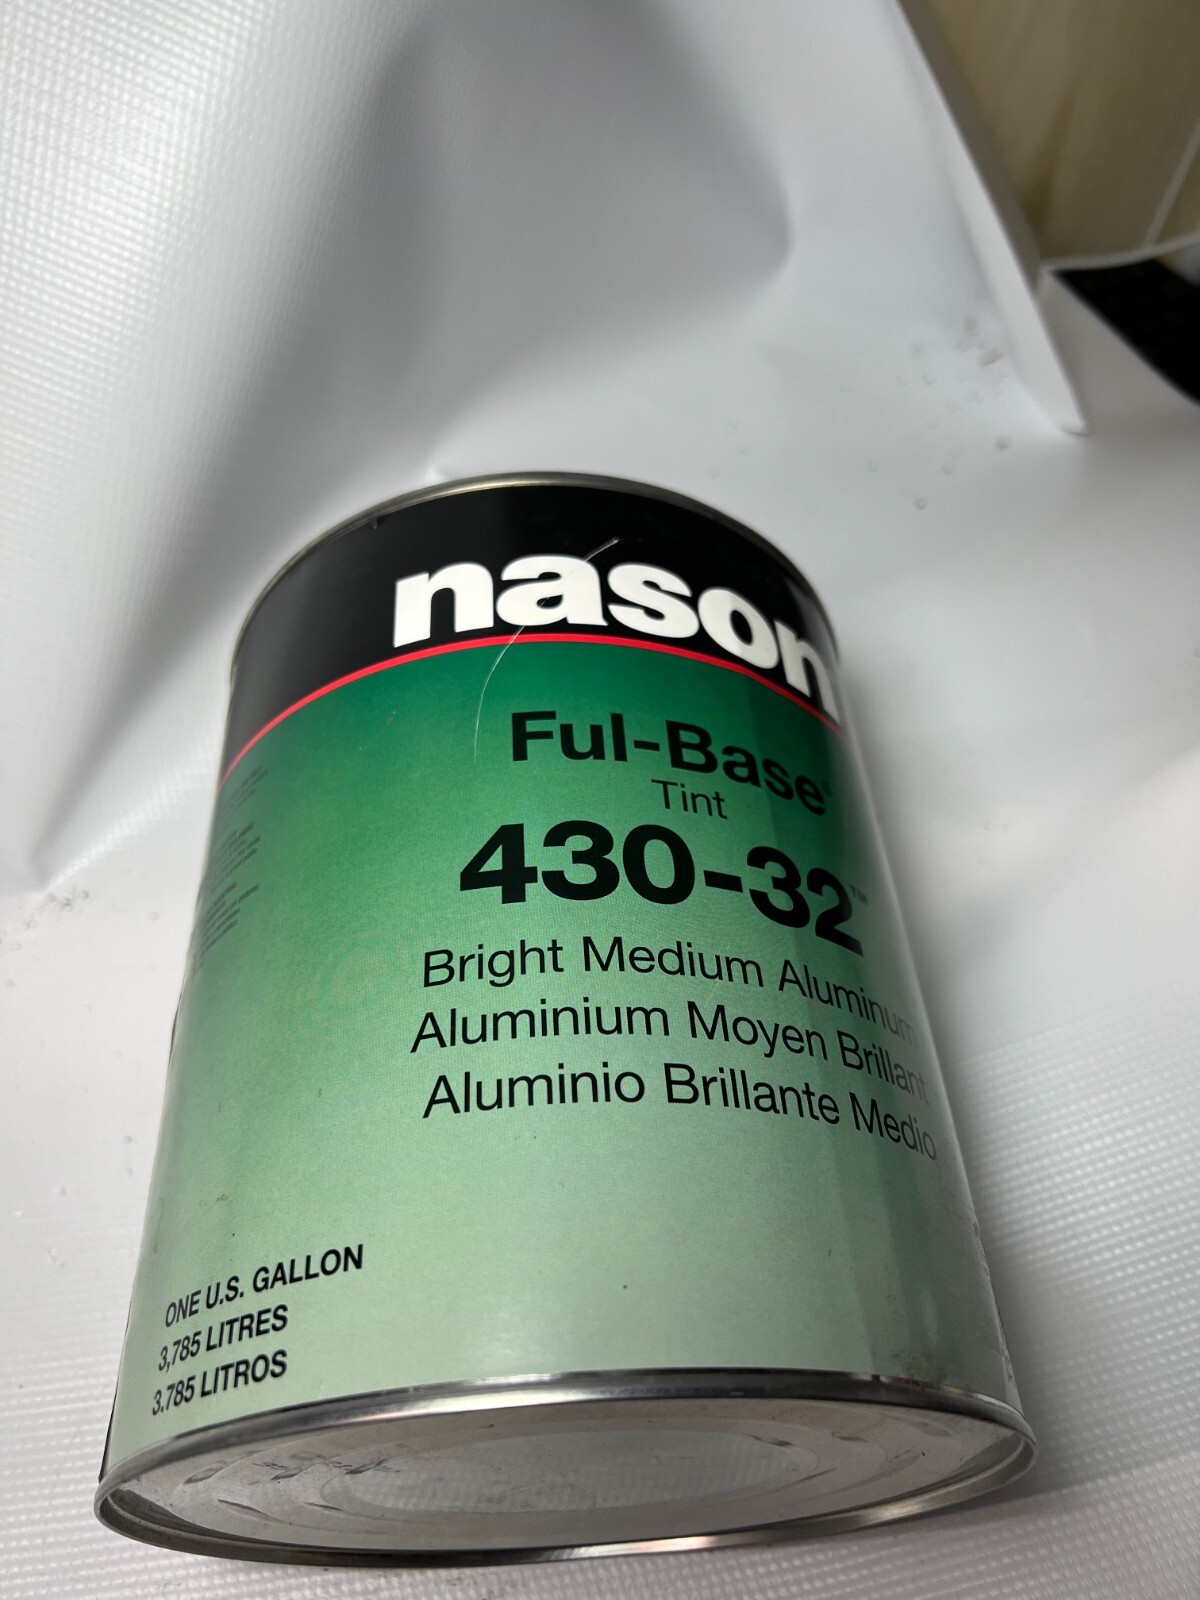 nason
Ful-Base®
Tint
430-32™
Bright Medium Aluminum
Aluminium Moyen Brillant
Aluminio Brillante Medio
ONE U.S. GALLON
3,785 LITRES
3.785 LITROS